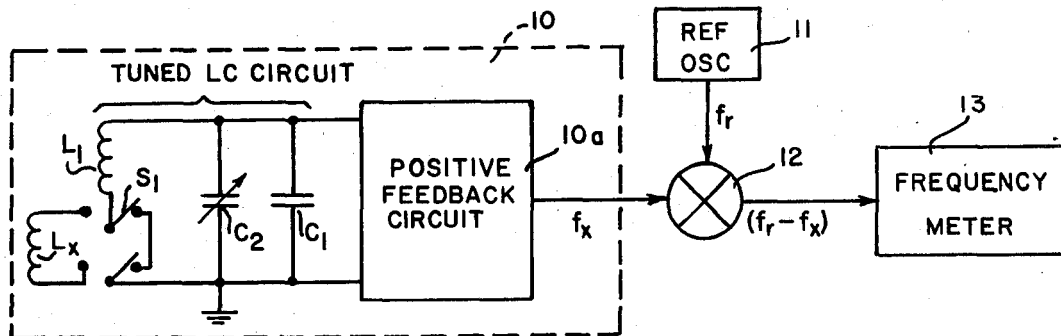 10
REF
OSC
11
TUNED LC CIRCUIT
fr
13
L1
S1
10a
12
POSITIVE
FEEDBACK
CIRCUIT
FREQUENCY
METER
Lx
C2
C1
fx
(fr-fx)